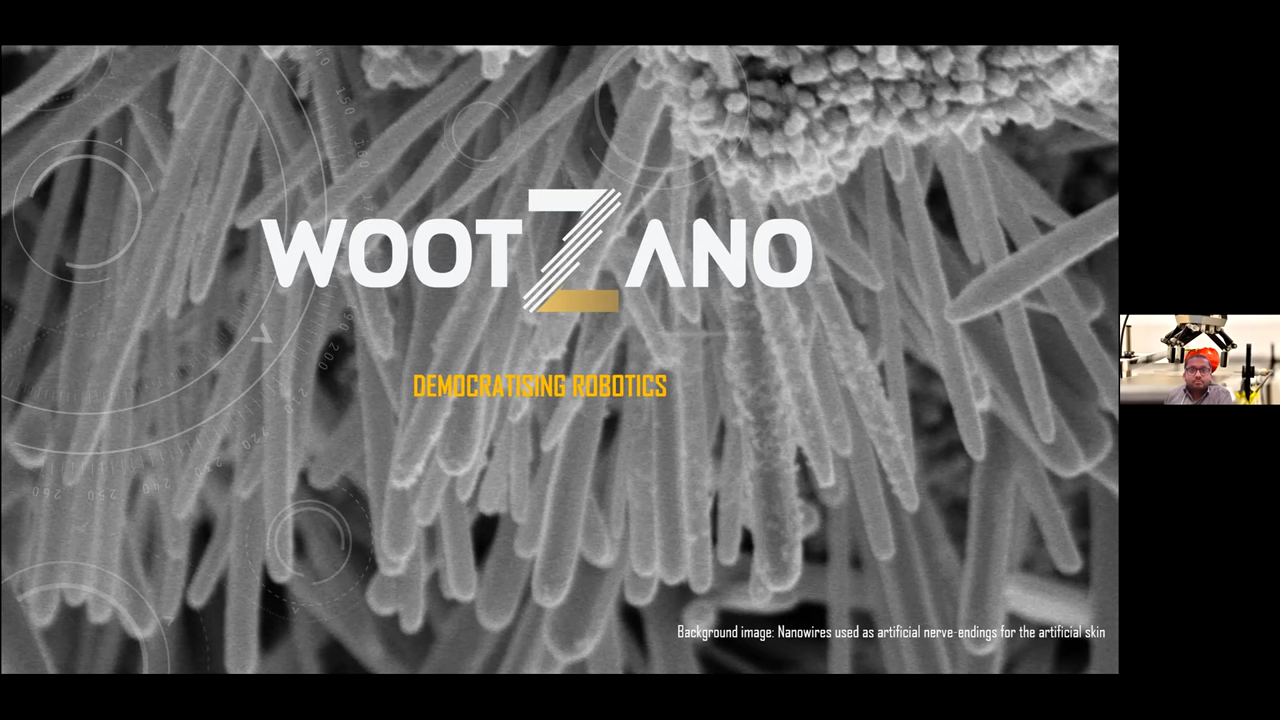 WOOTZANO
DEMOCRATISING ROBOTICS
Background image: Nanowires used as artificial nerve-endings for the artificial skin